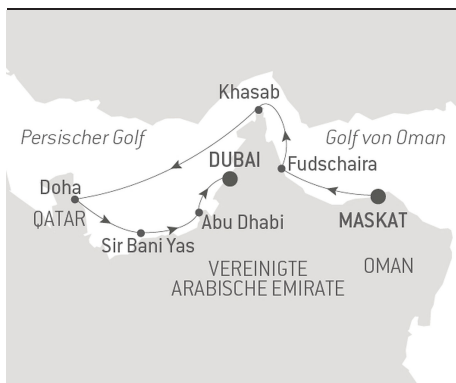 Khasab
Persischer Golf
Golf von Oman
DUBAI
Fudschaira
Doha
QATAR
Abu Dhabi
MASKAT
Sir Bani Yas
VEREINIGTE
ARABISCHE EMIRATE
OMAN